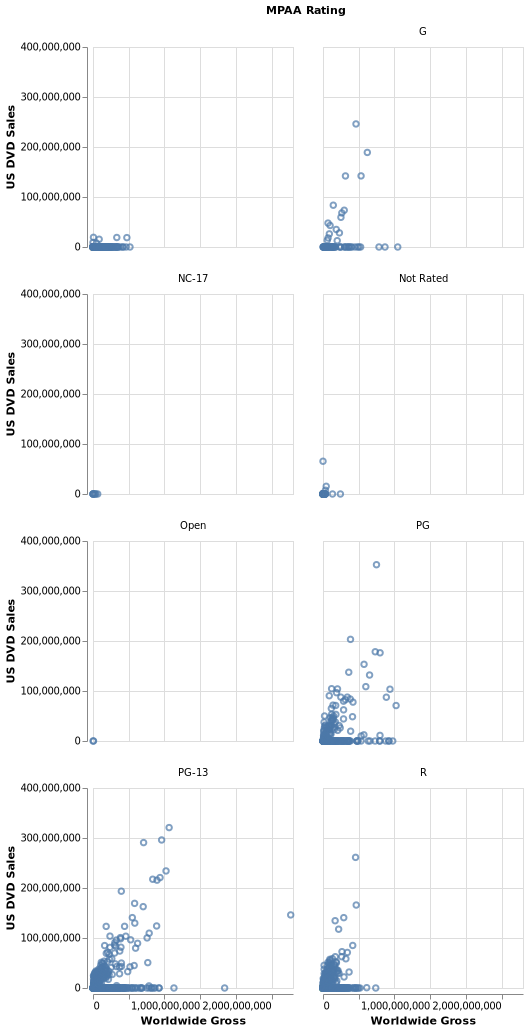 MPAA Rating
G
400,000,000
300,000,000
200,000,000
100,000,000
0
US DVD Sales
NC-17
Not Rated
400,000,000
300,000,000
200,000,000
100,000,000
0
US DVD Sales
Open
PG
400,000,000
300,000,000
200,000,000
100,000,000
0
US DVD Sales
PG-13
R
400,000,000
300,000,000
200,000,000
100,000,000
0
US DVD Sales
0 1,000,000,000 2,000,000,000
0 1,000,000,000 2,000,000,000
Worldwide Gross
Worldwide Gross